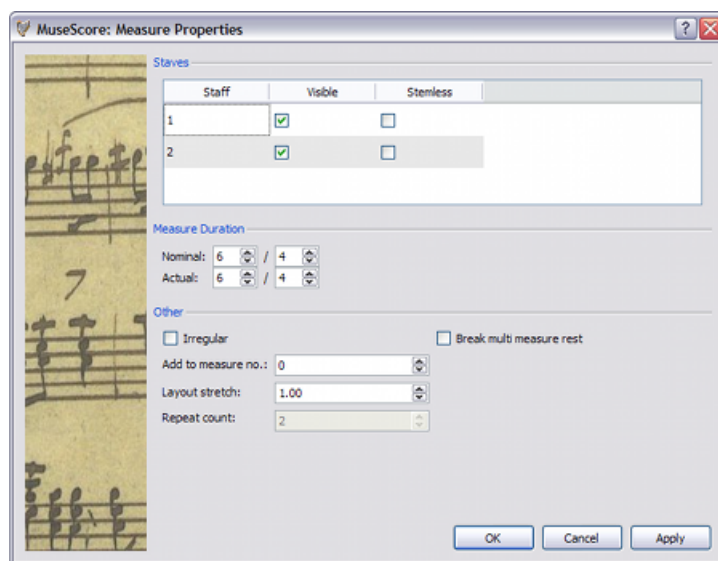 MuseScore: Measure Properties
Staves
Staff Visible Stemless
1
2
Measure Duration
Nominal: 6 / 4
Actual: 6 / 4
Other
Irregular Break multi measure rest
Add to measure no.: 0
Layout stretch: 1.00
Repeat count: 2
OK Cancel Apply
7